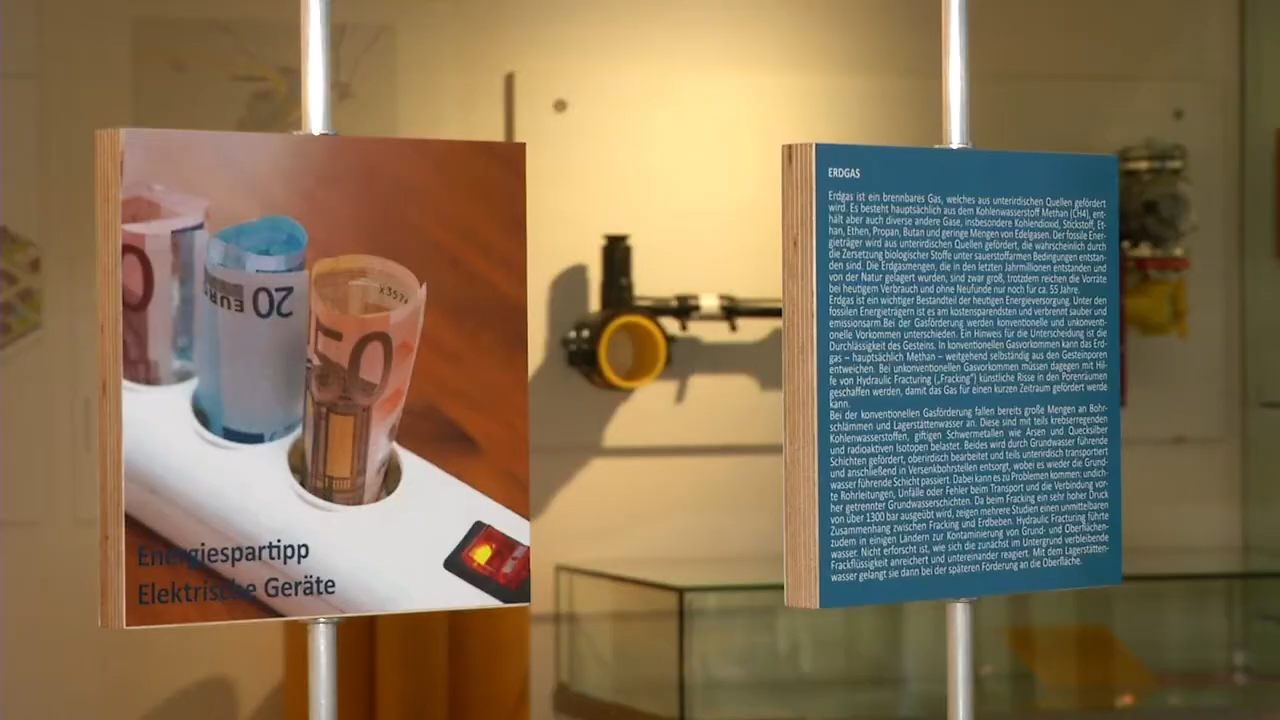 0
20 EURO
50
X357
Energiespartipp
Elektrische Geräte
ERDGAS
Erdgas ist ein brennbares Gas, welches aus unterirdischen Quellen gefördert
wird. Es besteht hauptsächlich aus dem Kohlenwasserstoff Methan (CH4), ent-
hält aber auch diverse andere Gase, insbesondere Kohlendioxid, Stickstoff, Et-
han, Ethen, Propan, Butan und geringe Mengen von Edelgasen. Der fossile Ener-
gieträger wird aus unterirdischen Quellen gefördert, die wahrscheinlich durch
die Zersetzung biologischer Stoffe unter sauerstoffarmen Bedingungen entstan-
den sind. Die Erdgasmengen, die in den letzten Jahrmillionen entstanden und
von der Natur gelagert wurden, sind zwar groß, trotzdem reichen die Vorräte
bei heutigem Verbrauch und ohne Neufunde nur noch für ca. 55 Jahre.
Erdgas ist ein wichtiger Bestandteil der heutigen Energieversorgung. Unter den
fossilen Energieträgern ist es am kostensparendsten und verbrennt sauber und
emissionsarm Bei der Gasförderung werden konventionelle und unkonventi-
onelle Vorkommen unterschieden. Ein Hinweis für die Unterscheidung ist die
Durchlässigkeit des Gesteins. In konventionellen Gasvorkommen kann das Erd-
gas – hauptsächlich Methan – weitgehend selbständig aus den Gesteinporen
entweichen. Bei unkonventionellen Gasvorkommen müssen dagegen mit Hil-
fe von Hydraulic Fracturing („Fracking“) künstliche Risse in den Porenräumen
geschaffen werden, damit das Gas für einen kurzen Zeitraum gefördert werde
kann.
Bei der konventionellen Gasförderung fallen bereits große Mengen an Bohr-
schlämmen und Lagerstättenwasser an. Diese sind mit teils krebserregenden
Kohlenwasserstoffen, giftigen Schwermetallen wie Arsen und Quecksilber
und radioaktiven Isotopen belastet. Beides wird durch Grundwasser führende
Schichten gefördert, oberirdisch bearbeitet und teils unterirdisch transportiert
und anschließend in Versenkbohrstellen entsorgt, wobei es wieder die Grund-
wasser führende Schicht passiert. Dabei kann es zu Problemen kommen: undich-
te Rohrleitungen, Unfälle oder Fehler beim Transport und die Verbindung vor-
her getrennter Grundwasserschichten. Da beim Fracking ein sehr hoher Druck
von über 1300 bar ausgeübt wird, zeigen mehrere Studien einen unmittelbaren
Zusammenhang zwischen Fracking und Erdbeben. Hydraulic Fracturing führte
zudem in einigen Ländern zur Kontamination von Grund- und Oberflächen-
wasser. Nicht erforscht ist, wie sich die zunächst im Untergrund verbleibende
Frackflüssigkeit anreichert und untereinander reagiert. Mit dem Lagerstätten-
wasser gelangt sie dann bei der späteren Förderung an die Oberfläche.